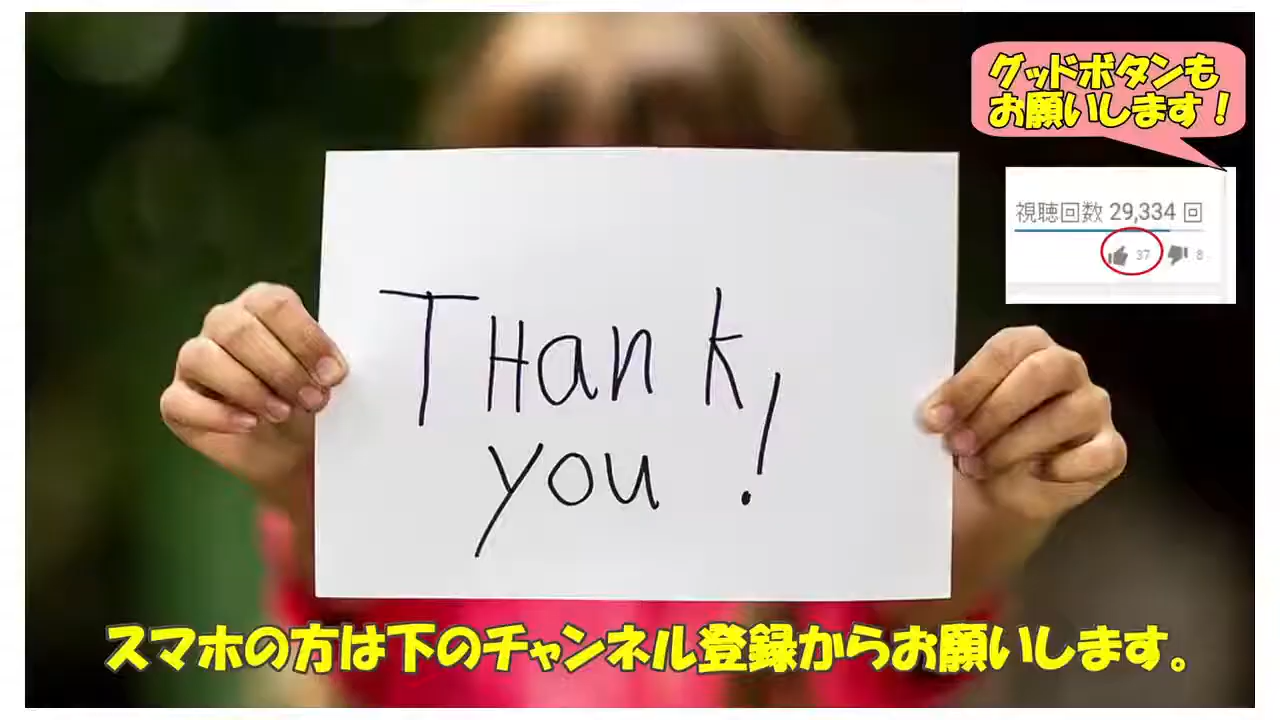 グッドボタンも
お願いします!
視聴回数 29,334 回
37 8
THank,
you !
スマホの方は下のチャンネル登録からお願いします。